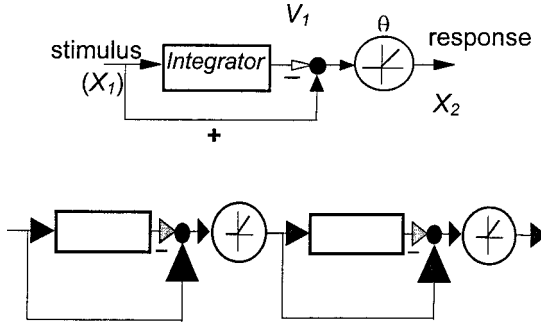 V1
θ
stimulus
Integrator
response
(X1)
−
X2
+
−
−